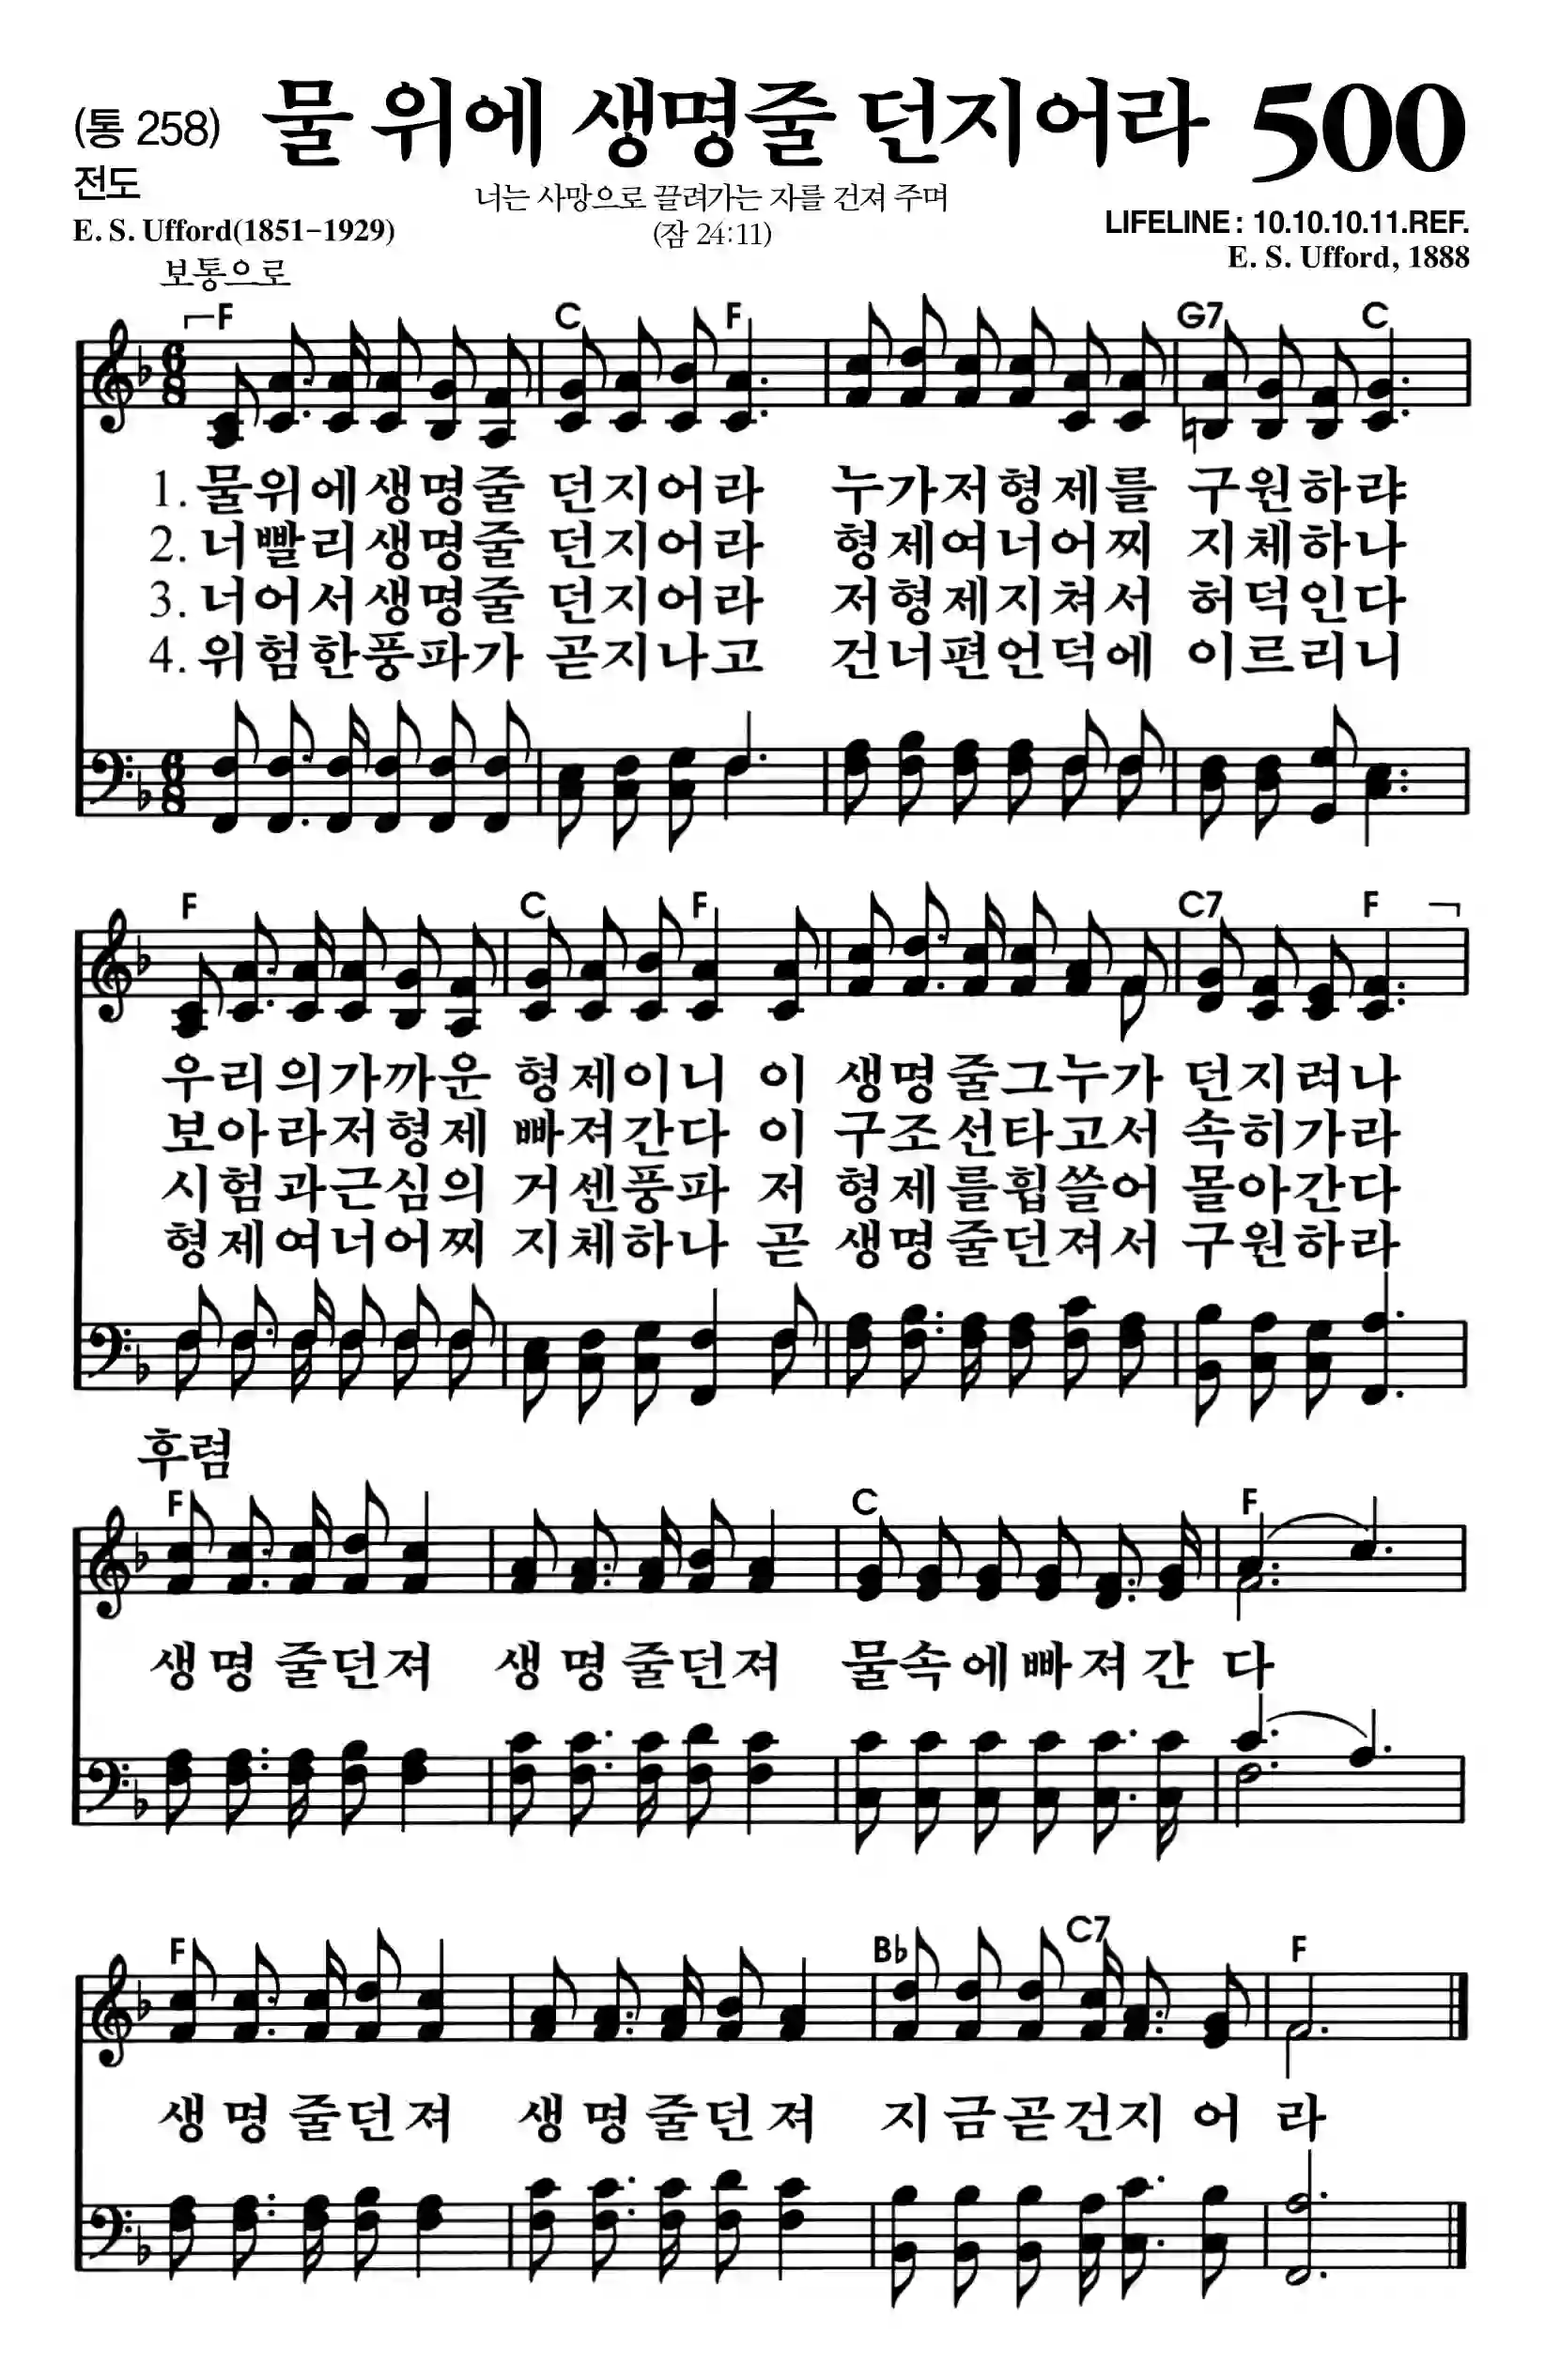 (통 258) 물 위에 생명줄 던지어라 500
전도
너는 사망으로 끌려가는 자를 건져 주며
(잠 24:11)
E. S. Ufford(1851-1929)
LIFELINE : 10.10.10.11.REF.
E. S. Ufford, 1888
보통으로
F C F G7 C
1. 물위에생명줄 던지어라 누가저형제를 구원하랴
2. 너빨리생명줄 던지어라 형제여너어찌 지체하나
3. 너어서생명줄 던지어라 저형제지쳐서 허덕인다
4. 위험한풍파가 곧지나고 건너편언덕에 이르리니
F C F C7 F
우리의가까운 형제이니 이 생명줄그누가 던지려나
보아라저형제 빠져간다 이 구조선타고서 속히가라
시험과근심의 거센풍파 저 형제를휩쓸어 몰아간다
형제여너어찌 지체하나 곧 생명줄던져서 구원하라
후렴
F C F
생명 줄던져 생명 줄던져 물속에빠져간 다
F Bb C7 F
생명 줄던져 생명 줄던져 지금곧건지 어 라